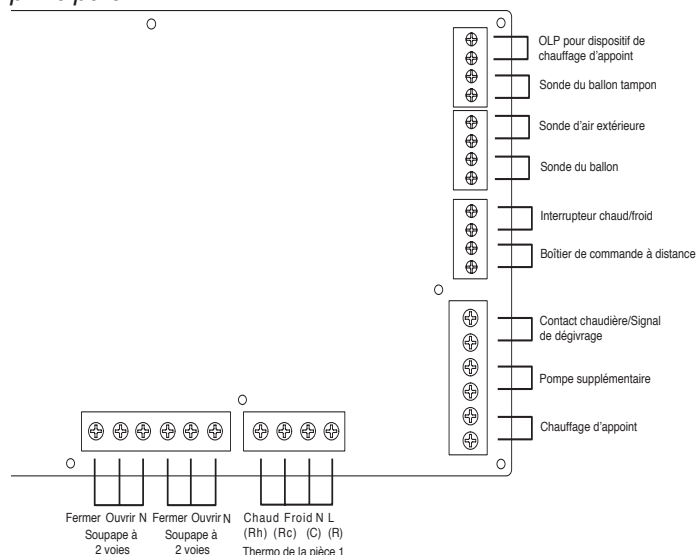 OLP pour dispositif de
chauffage d'appoint
Sonde du ballon tampon
Sonde d'air extérieure
Sonde du ballon
Interrupteur chaud/froid
Boîtier de commande à distance
Contact chaudière/Signal
de dégivrage
Pompe supplémentaire
Chauffage d'appoint
Fermer Ouvrir N Fermer Ouvrir N Chaud Froid N L
Soupape à Soupape à (Rh) (Rc) (C) (R)
2 voies 2 voies Thermo de la pièce 1